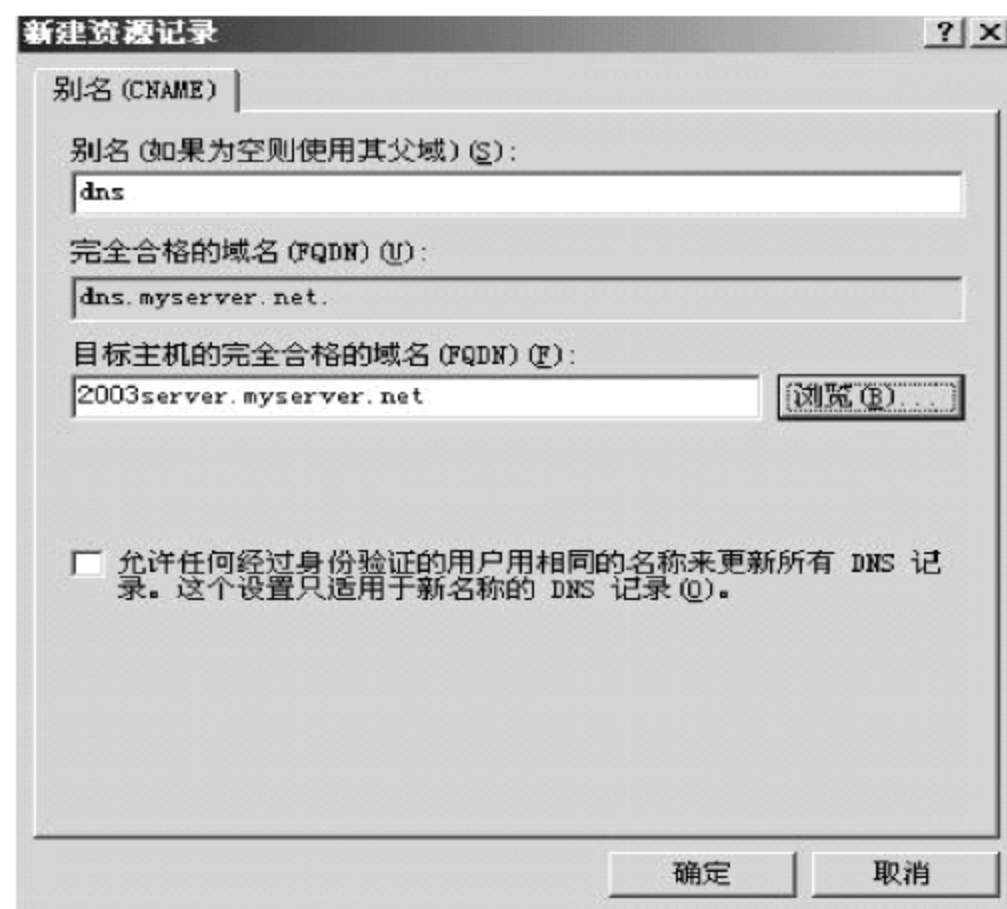 新建资源记录
别名(CNAME)
别名(如果为空则使用其父域)(S):
dns
完全合格的域名(FQDN)(U):
dns.myserver.net.
目标主机的完全合格的域名(FQDN)(F):
2003server.myserver.net
浏览(B)...
允许任何经过身份验证的用户用相同的名称来更新所有 DNS 记
录。这个设置只适用于新名称的 DNS 记录(O)。
确定
取消